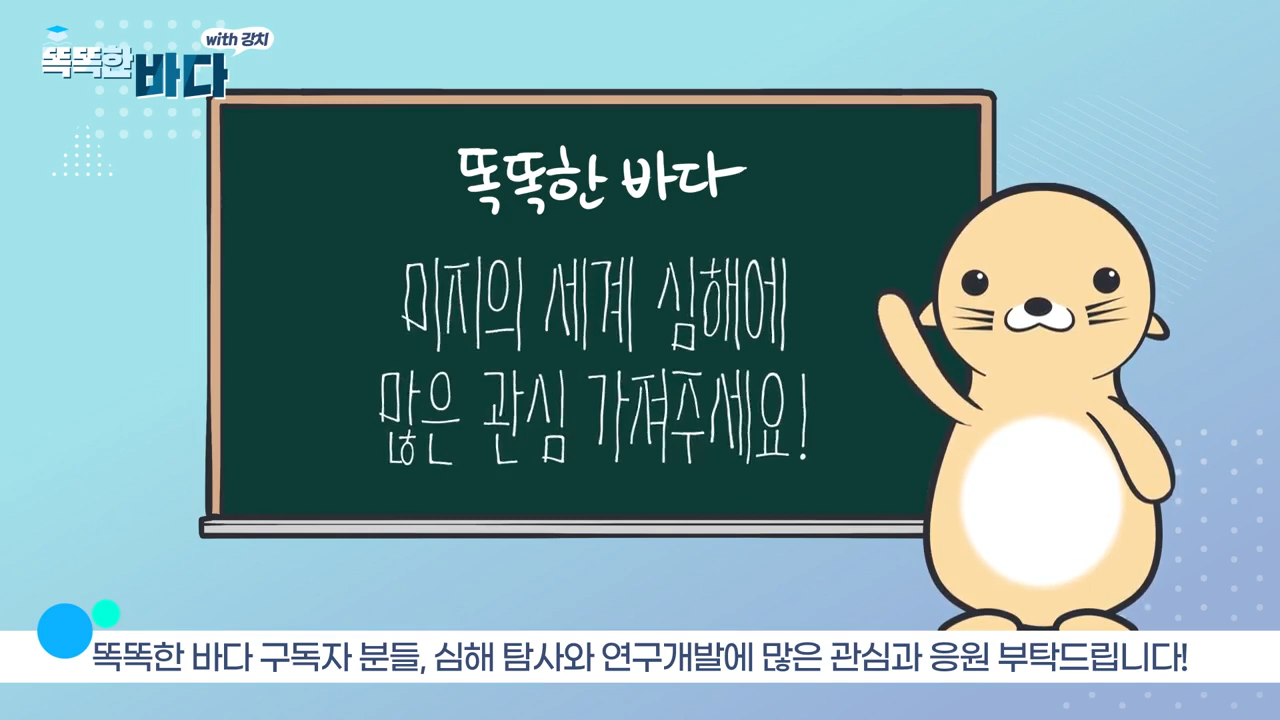 with 강치
똑똑한 바다
똑똑한 바다
미지의 세계 심해에
많은 관심 가져주세요!
똑똑한 바다 구독자 분들, 심해 탐사와 연구개발에 많은 관심과 응원 부탁드립니다!